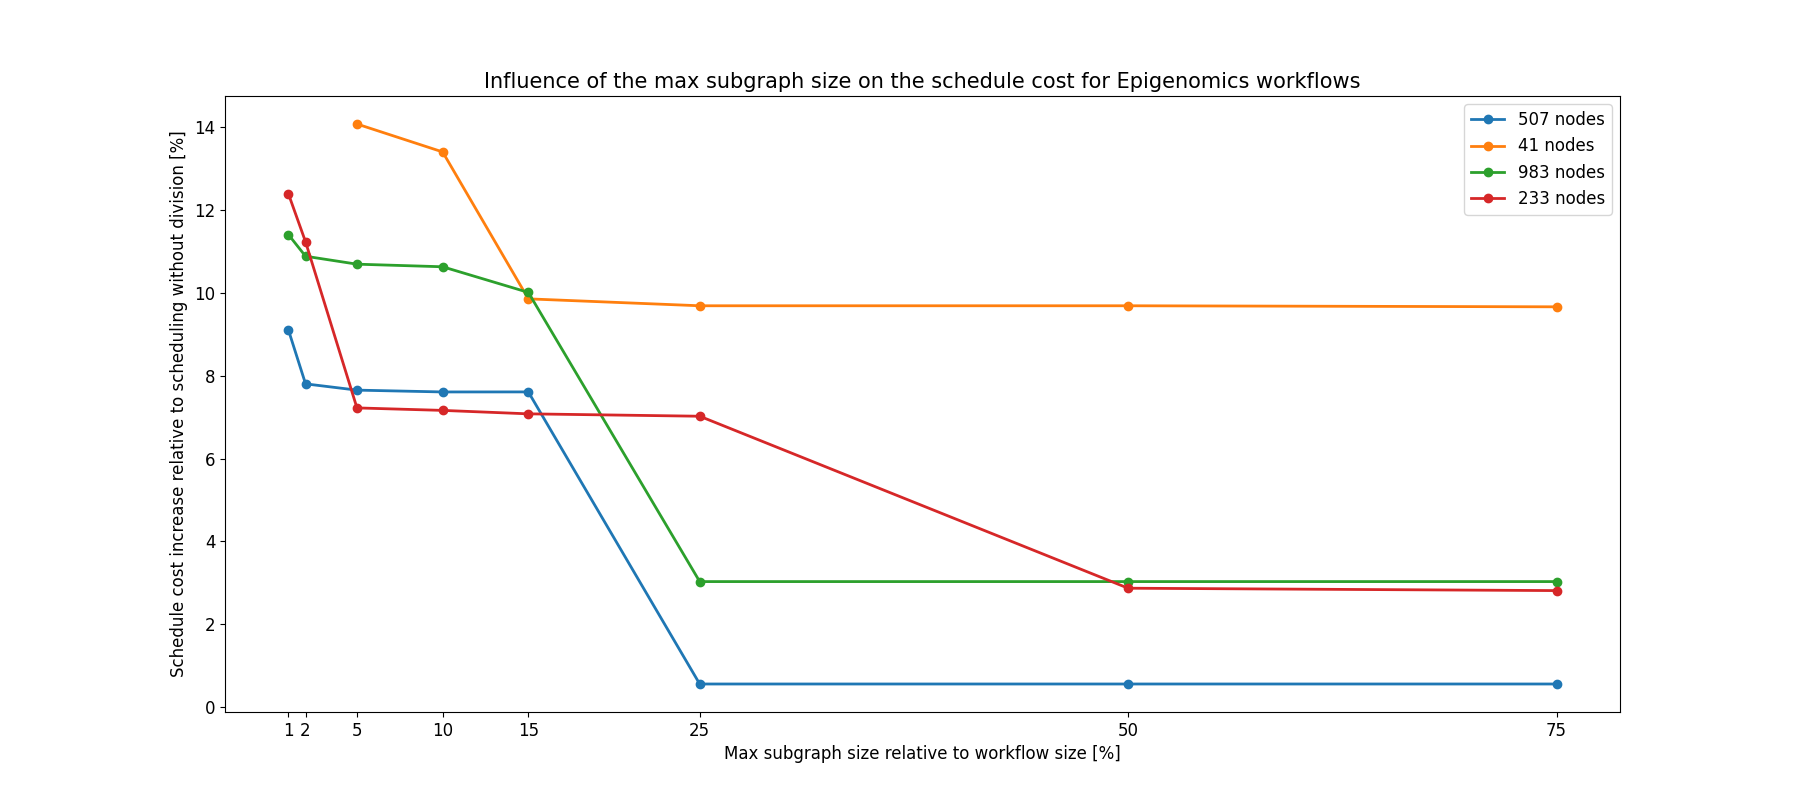 Influence of the max subgraph size on the schedule cost for Epigenomics workflows
Schedule cost increase relative to scheduling without division [%]
14
12
10
8
6
4
2
0
507 nodes
41 nodes
983 nodes
233 nodes
1 2 5 10 15 25 50 75
Max subgraph size relative to workflow size [%]